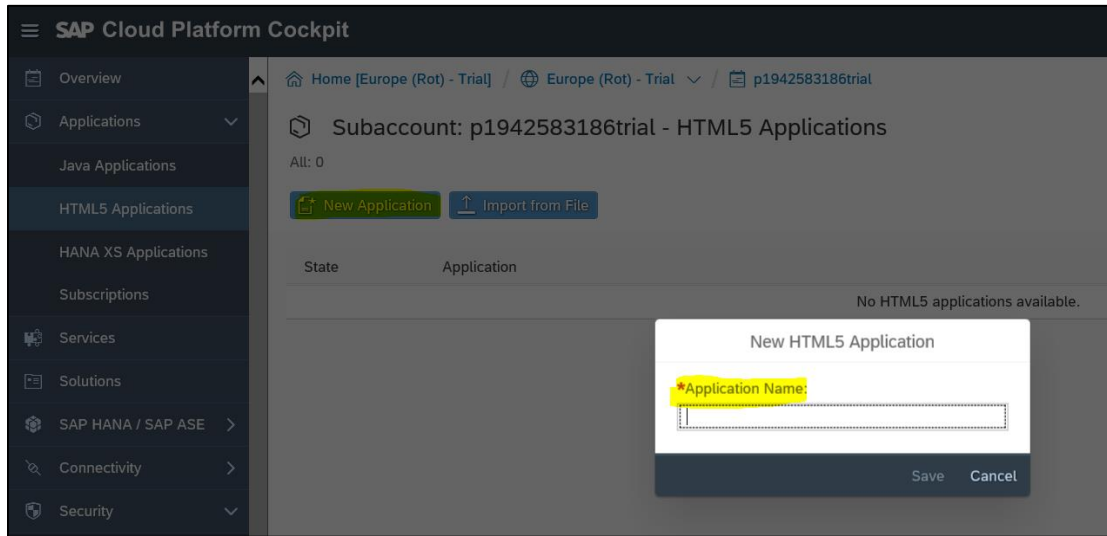 SAP Cloud Platform Cockpit
Overview
Applications
Java Applications
HTML5 Applications
HANA XS Applications
Subscriptions
Services
Solutions
SAP HANA / SAP ASE
Connectivity
Security
Home [Europe (Rot) - Trial] / Europe (Rot) - Trial / p1942583186trial
Subaccount: p1942583186trial - HTML5 Applications
All: 0
New Application Import from File
State Application
No HTML5 applications available.
New HTML5 Application
*Application Name:
Save Cancel